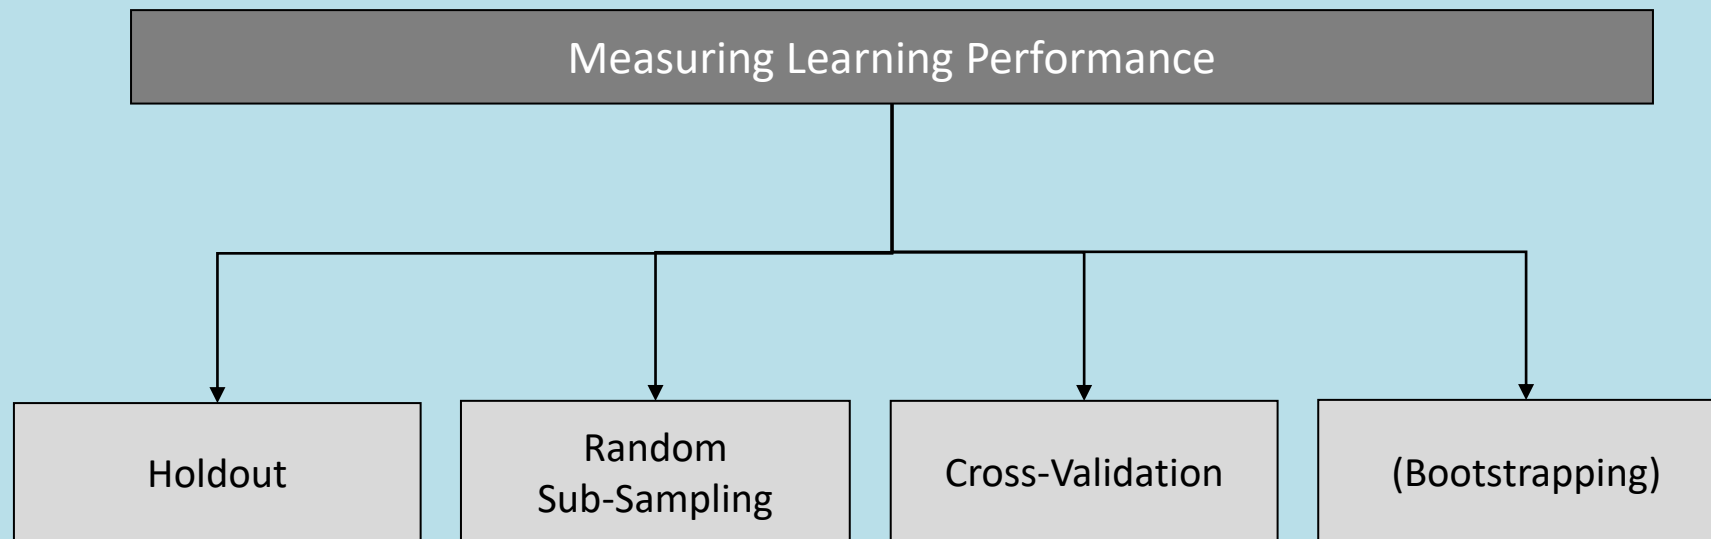 Measuring Learning Performance
Holdout
Random
Sub-Sampling
Cross-Validation
(Bootstrapping)